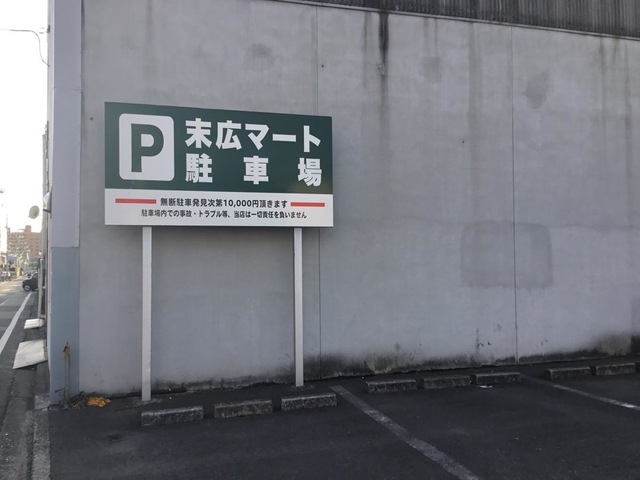 P 末広マート
駐車場
無断駐車発見次第10,000円頂きます
駐車場内での事故・トラブル等、当店は一切責任を負いません